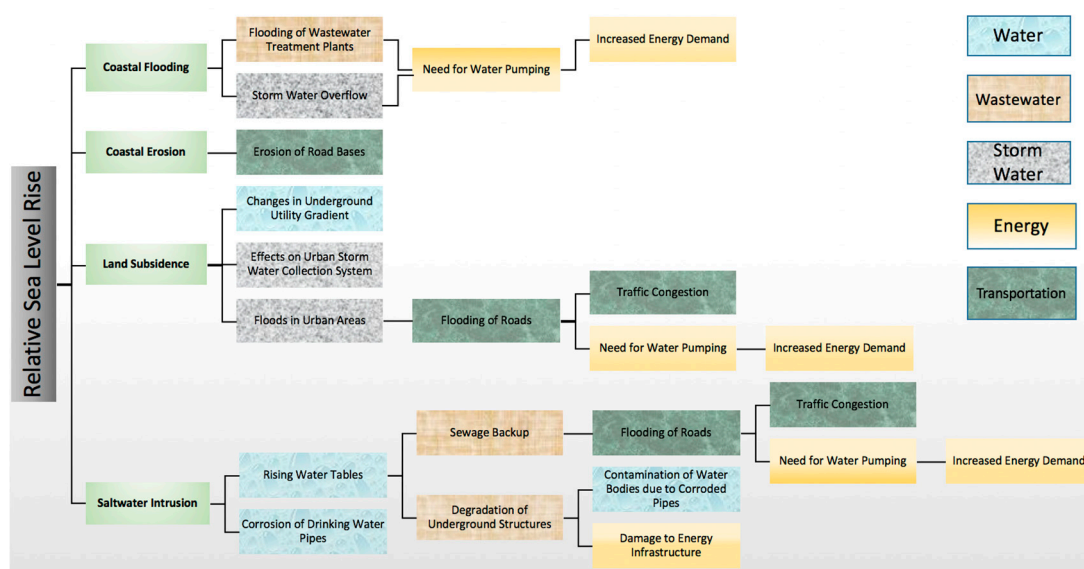 Relative Sea Level Rise
Coastal Flooding
Flooding of Wastewater
Treatment Plants
Storm Water Overflow
Need for Water Pumping
Increased Energy Demand
Coastal Erosion
Erosion of Road Bases
Land Subsidence
Changes in Underground
Utility Gradient
Effects on Urban Storm
Water Collection System
Floods in Urban Areas
Flooding of Roads
Traffic Congestion
Need for Water Pumping
Increased Energy Demand
Saltwater Intrusion
Rising Water Tables
Corrosion of Drinking Water
Pipes
Sewage Backup
Flooding of Roads
Traffic Congestion
Need for Water Pumping
Increased Energy Demand
Degradation of
Underground Structures
Contamination of Water
Bodies due to Corroded
Pipes
Damage to Energy
Infrastructure
Water
Wastewater
Storm
Water
Energy
Transportation